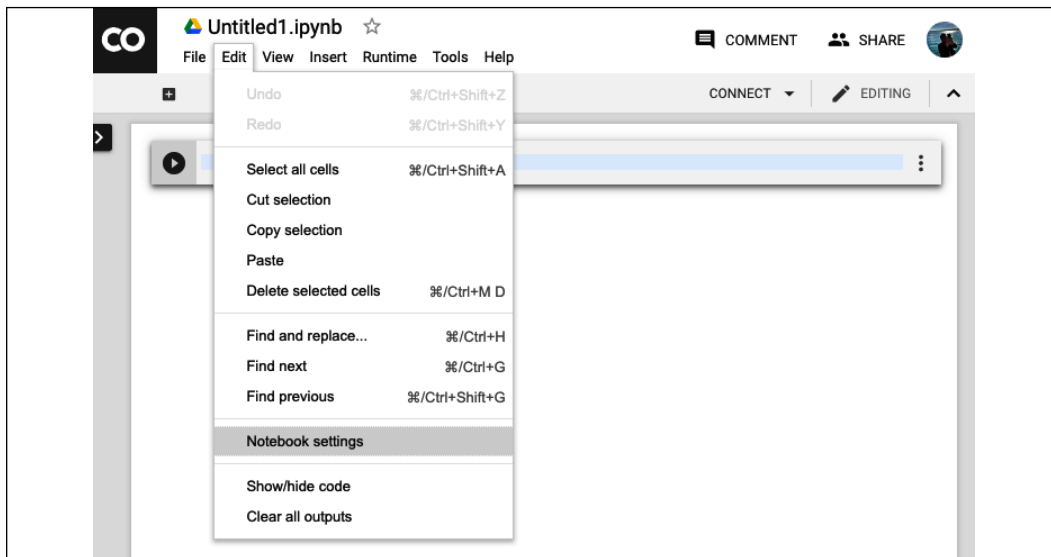 CO
Untitled1.ipynb
COMMENT
SHARE
File Edit View Insert Runtime Tools Help
CONNECT
EDITING
Undo ⌘/Ctrl+Shift+Z
Redo ⌘/Ctrl+Shift+Y
Select all cells ⌘/Ctrl+Shift+A
Cut selection
Copy selection
Paste
Delete selected cells ⌘/Ctrl+M D
Find and replace... ⌘/Ctrl+H
Find next ⌘/Ctrl+G
Find previous ⌘/Ctrl+Shift+G
Notebook settings
Show/hide code
Clear all outputs